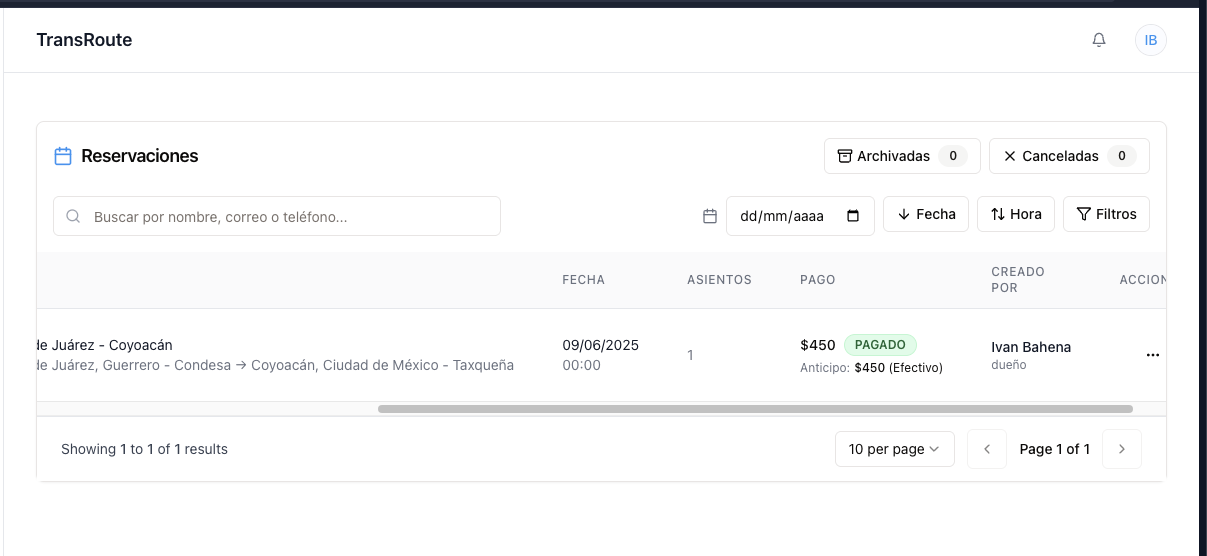 TransRoute
IB
Reservaciones
Archivadas 0
Canceladas 0
Buscar por nombre, correo o teléfono...
dd/mm/aaaa
Fecha
Hora
Filtros
FECHA
ASIENTOS
PAGO
CREADO
POR
ACCION
de Juárez - Coyoacán
de Juárez, Guerrero - Condesa → Coyoacán, Ciudad de México - Taxqueña
09/06/2025
00:00
1
$450 PAGADO
Anticipo: $450 (Efectivo)
Ivan Bahena
dueño
Showing 1 to 1 of 1 results
10 per page
Page 1 of 1